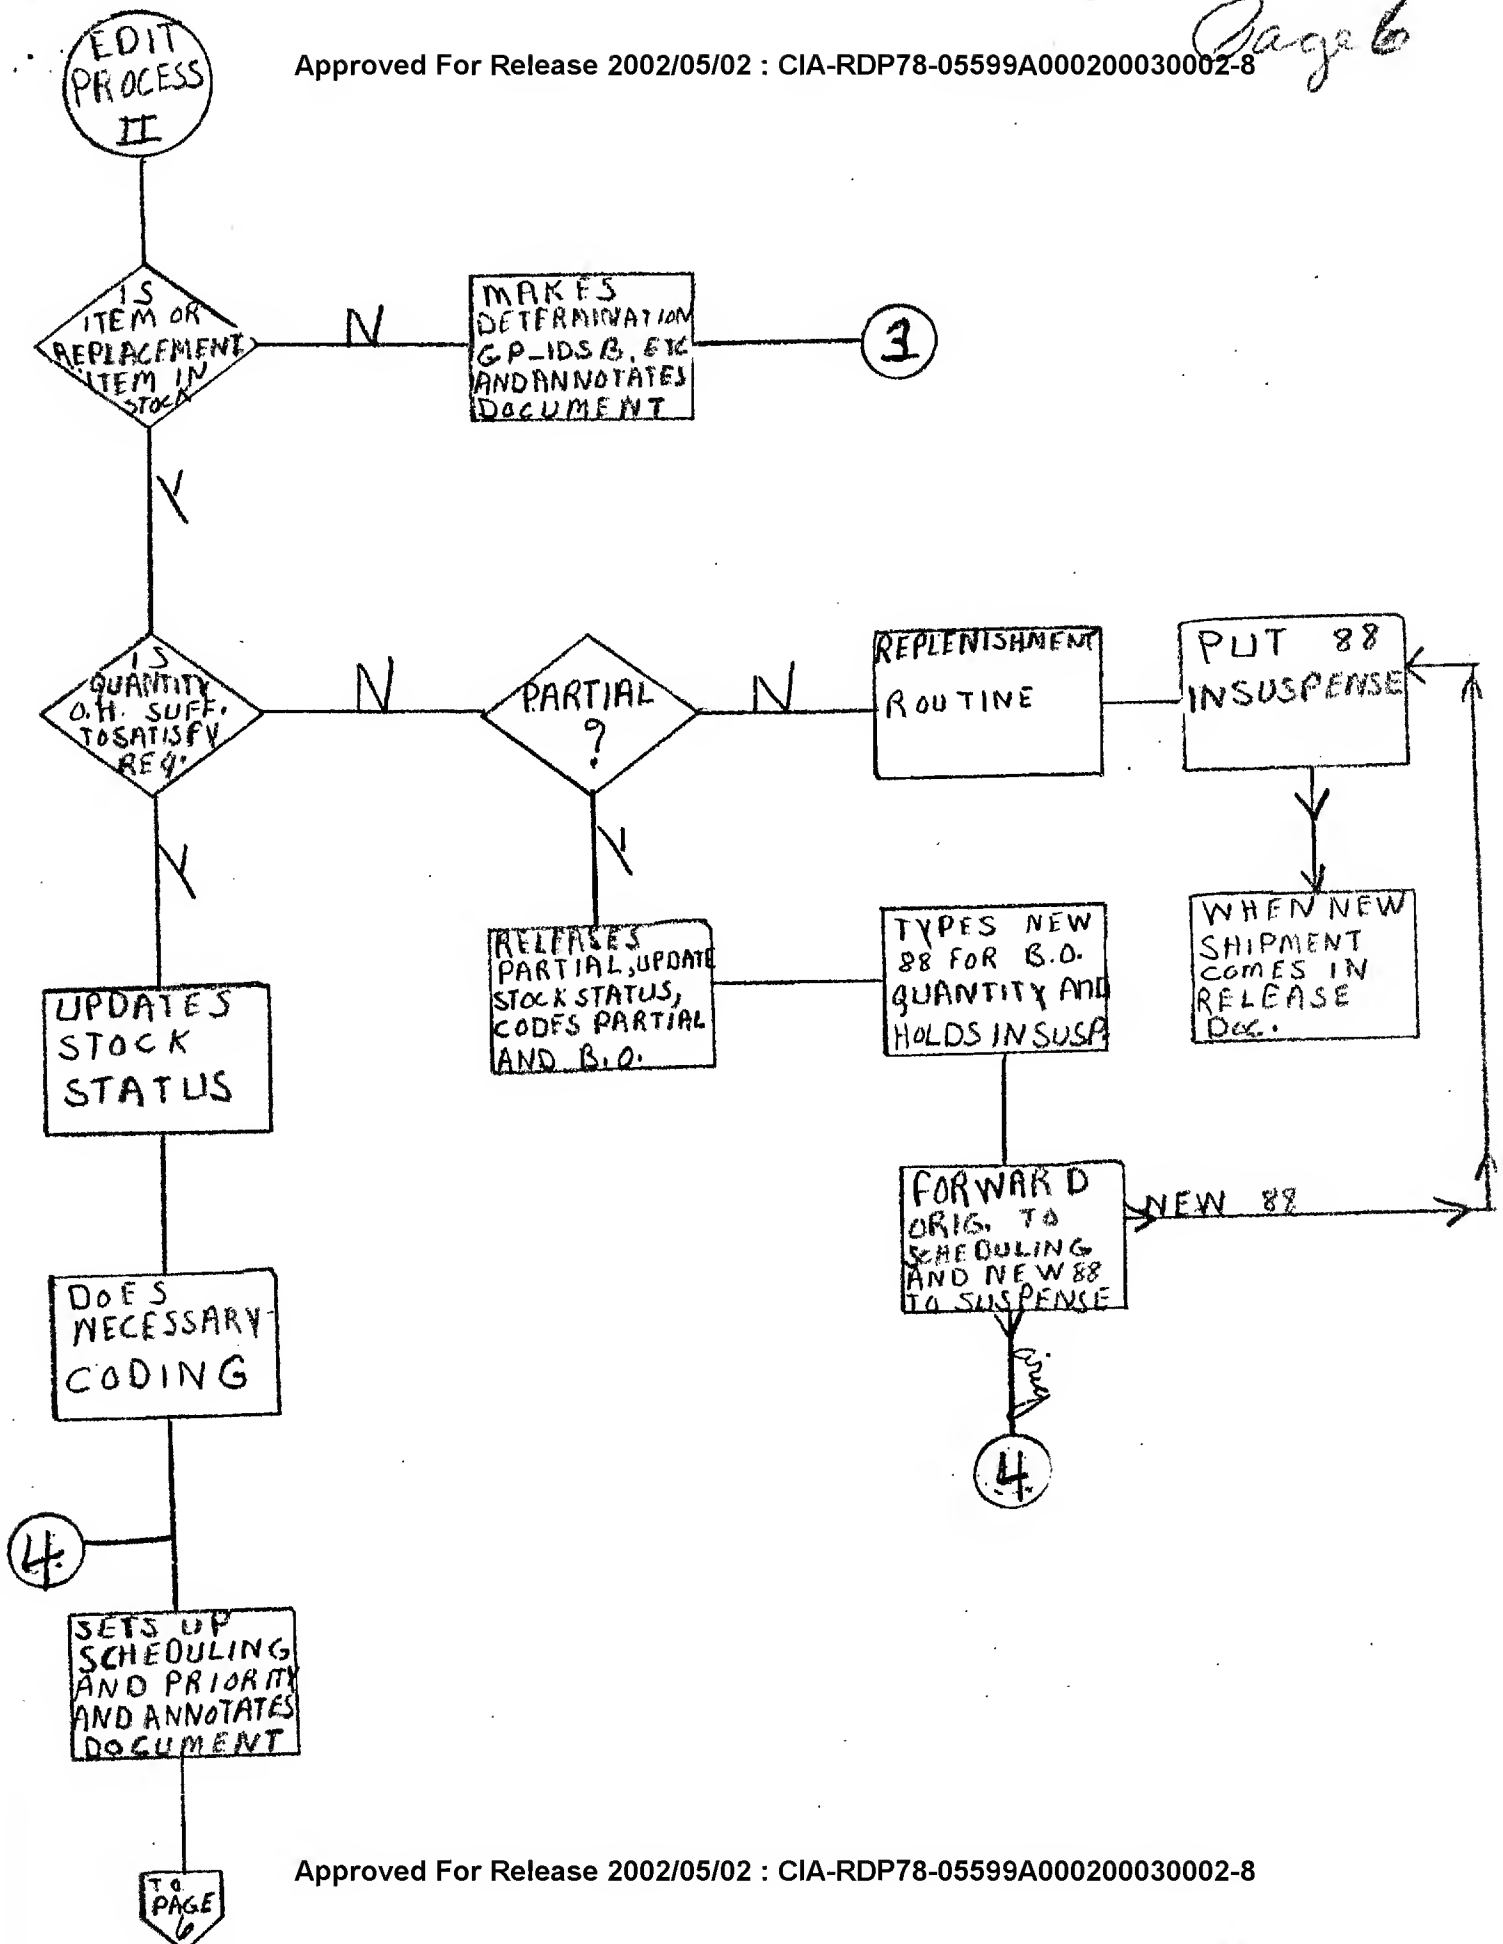 Page 6
Approved For Release 2002/05/02 : CIA-RDP78-05599A000200030002-8
EDIT
PROCESS
II
IS
ITEM OR
REPLACEMENT
ITEM IN
STOCK
N
MAKES
DETERMINATION
GP-IDSB, ETC
AND ANNOTATES
DOCUMENT
3
Y
IS
QUANTITY
O.H. SUFF.
TO SATISFY
REQ.
N
PARTIAL
?
N
REPLENISHMENT
ROUTINE
PUT 88
IN SUSPENSE
Y
Y
UPDATES
STOCK
STATUS
RELEASES
PARTIAL, UPDATE
STOCK STATUS,
CODES PARTIAL
AND B.O.
TYPES NEW
88 FOR B.O.
QUANTITY AND
HOLDS IN SUSP.
WHEN NEW
SHIPMENT
COMES IN
RELEASE
DOC.
FORWARD
ORIG. TO
SCHEDULING
AND NEW 88
TO SUSPENSE
NEW 88
DOES
NECESSARY
CODING
orig
4
4
SETS UP
SCHEDULING
AND PRIORITY
AND ANNOTATES
DOCUMENT
TO
PAGE
6
Approved For Release 2002/05/02 : CIA-RDP78-05599A000200030002-8